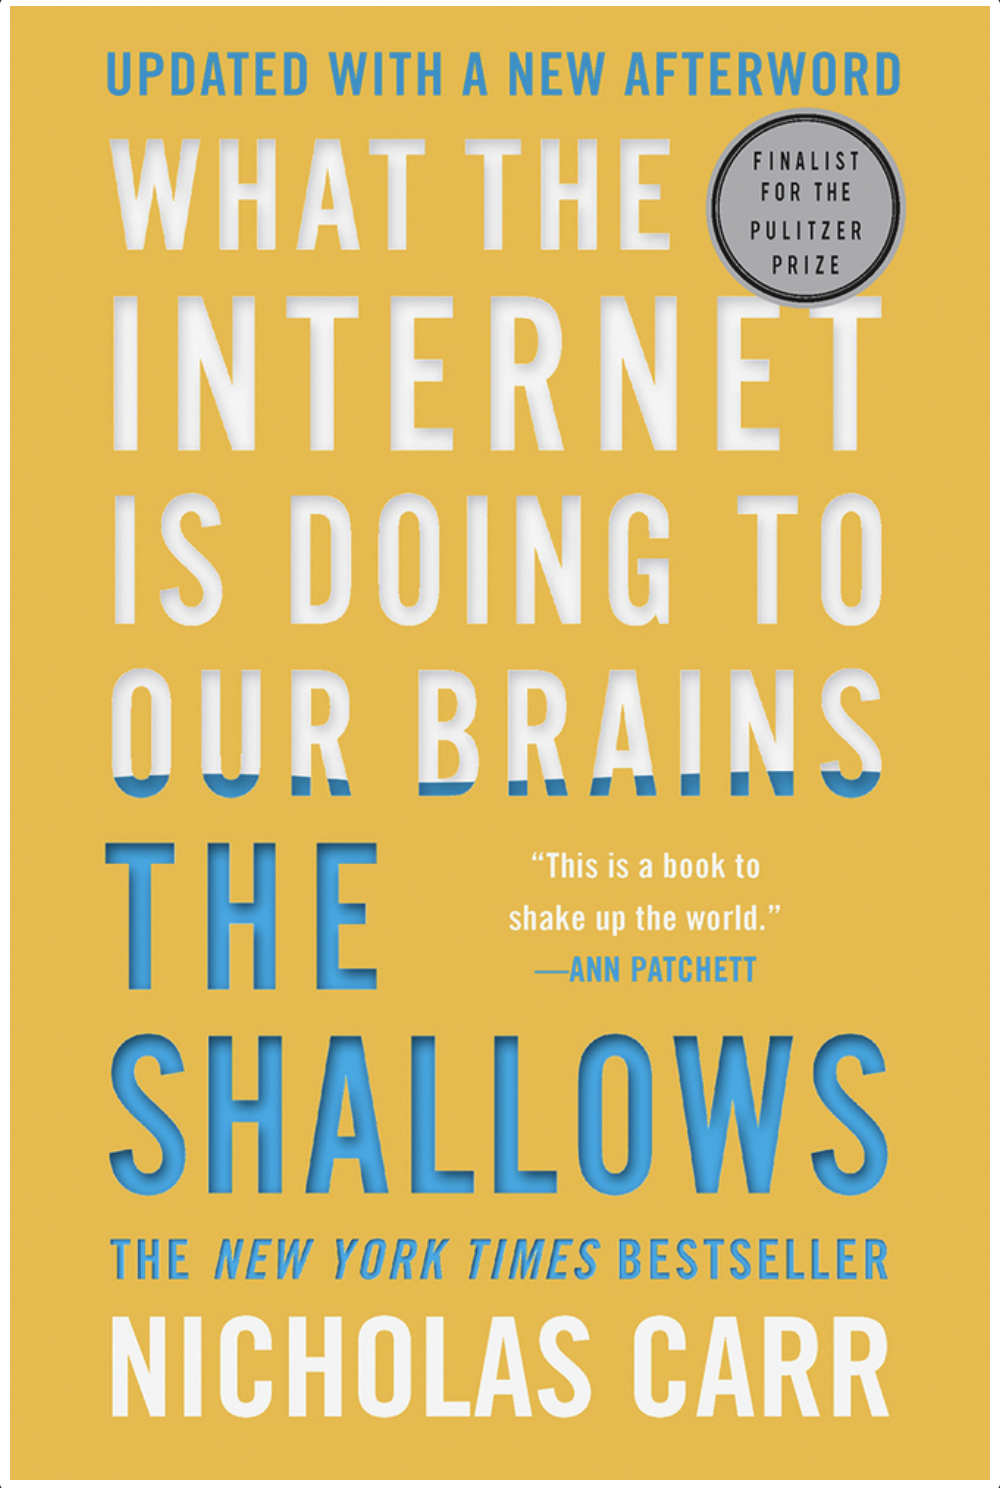 UPDATED WITH A NEW AFTERWORD
WHAT THE
FINALIST
FOR THE
PULITZER
PRIZE
INTERNET
IS DOING TO
OUR BRAINS
THE
“This is a book to
shake up the world.”
—ANN PATCHETT
SHALLOWS
THE NEW YORK TIMES BESTSELLER
NICHOLAS CARR